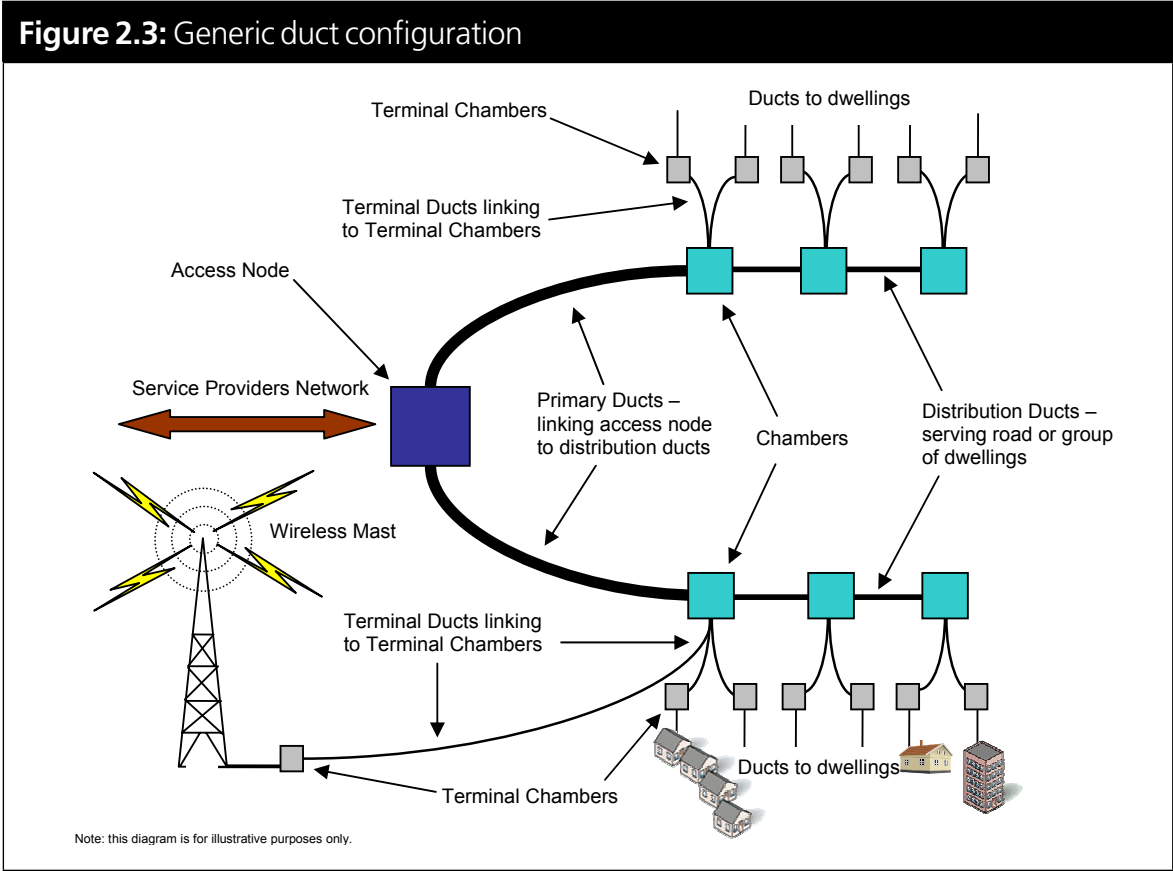 Figure 2.3: Generic duct configuration
Terminal Chambers
Ducts to dwellings
Terminal Ducts linking
to Terminal Chambers
Access Node
Service Providers Network
Primary Ducts –
linking access node
to distribution ducts
Chambers
Distribution Ducts –
serving road or group
of dwellings
Wireless Mast
Terminal Ducts linking
to Terminal Chambers
Ducts to dwellings
Terminal Chambers
Note: this diagram is for illustrative purposes only.